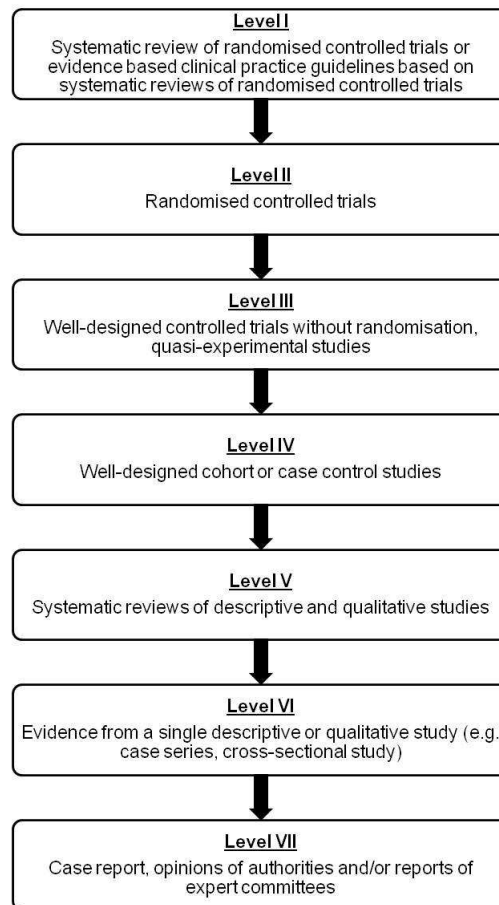 Level I
Systematic review of randomised controlled trials or
evidence based clinical practice guidelines based on
systematic reviews of randomised controlled trials
Level II
Randomised controlled trials
Level III
Well-designed controlled trials without randomisation,
quasi-experimental studies
Level IV
Well-designed cohort or case control studies
Level V
Systematic reviews of descriptive and qualitative studies
Level VI
Evidence from a single descriptive or qualitative study (e.g.
case series, cross-sectional study)
Level VII
Case report, opinions of authorities and/or reports of
expert committees